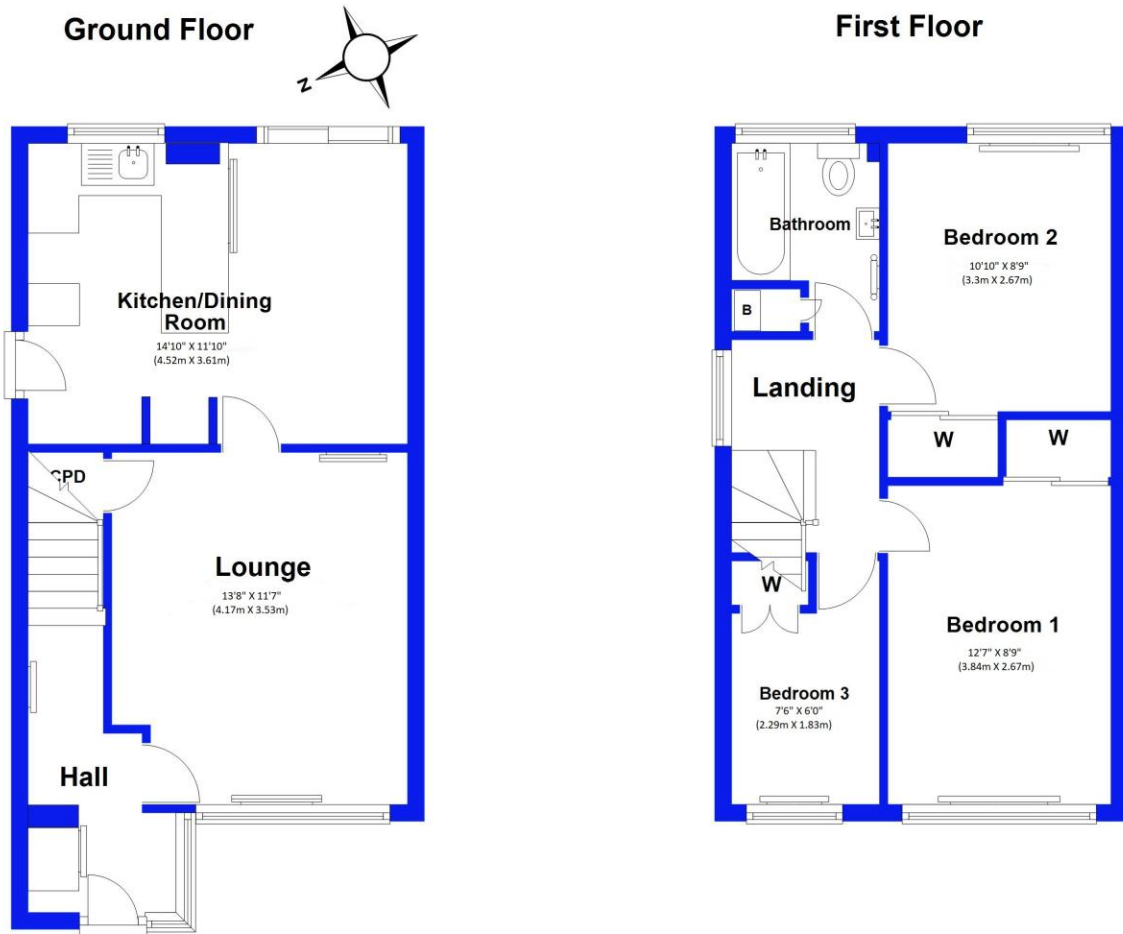 Ground Floor
First Floor
N
Kitchen/Dining
Room
14'10" X 11'10"
(4.52m X 3.61m)
CPD
Lounge
13'8" X 11'7"
(4.17m X 3.53m)
Hall
Bathroom
Bedroom 2
10'10" X 8'9"
(3.3m X 2.67m)
B
Landing
W
W
W
Bedroom 1
12'7" X 8'9"
(3.84m X 2.67m)
Bedroom 3
7'6" X 6'0"
(2.29m X 1.83m)